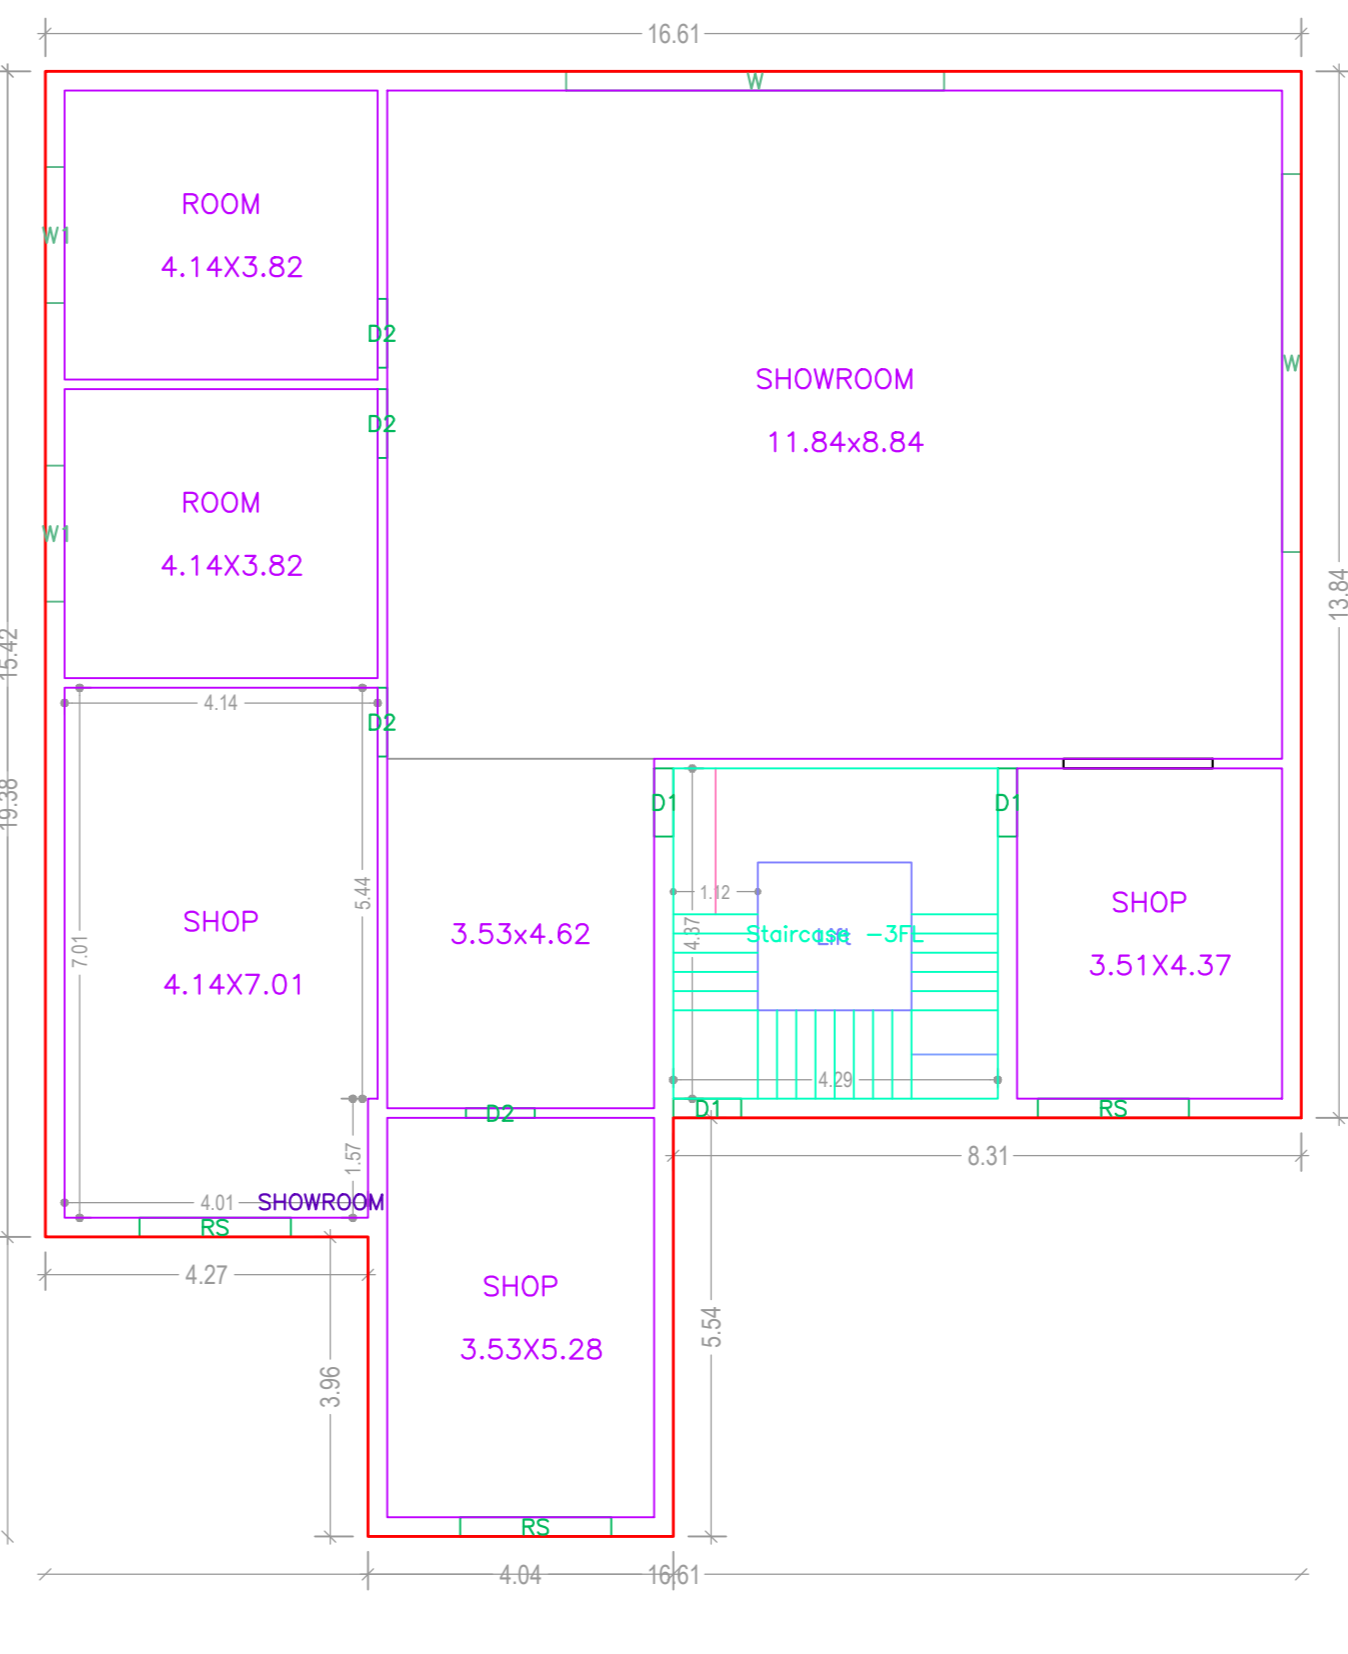 16.61
W
ROOM
4.14X3.82
W1
D2
SHOWROOM
11.84x8.84
W
D2
ROOM
4.14X3.82
W1
13.84
15.42
19.38
4.14
D2
D1
D1
5.44
7.01
SHOP
4.14X7.01
3.53x4.62
1.12
4.37
Staircase -3FL
Lift
SHOP
3.51X4.37
4.29
D2
D1
RS
1.57
8.31
4.01
SHOWROOM
RS
4.27
3.96
SHOP
3.53X5.28
5.54
RS
4.04
16.61